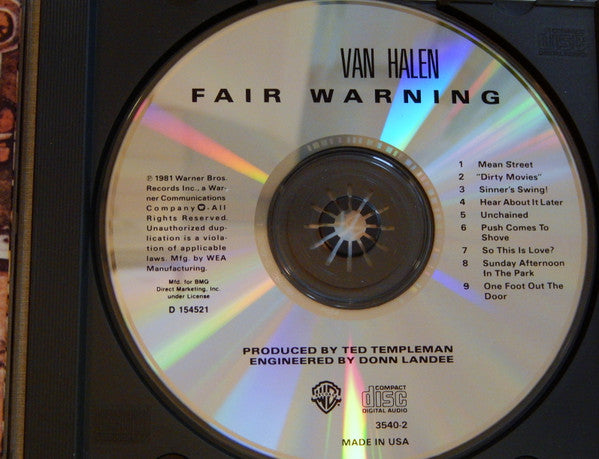 VAN HALEN
FAIR WARNING
℗ 1981 Warner Bros.
Records Inc., a War-
ner Communications
Company Ⓦ-All
Rights Reserved.
Unauthorized dup-
lication is a viola-
tion of applicable
laws. Mfg. by WEA
Manufacturing.
Mfd. for BMG
Direct Marketing, Inc.
under License
D 154521
1 Mean Street
2 "Dirty Movies"
3 Sinner's Swing!
4 Hear About It Later
5 Unchained
6 Push Comes To
Shove
7 So This Is Love?
8 Sunday Afternoon
In The Park
9 One Foot Out The
Door
PRODUCED BY TED TEMPLEMAN
ENGINEERED BY DONN LANDEE
COMPACT
disc
DIGITAL AUDIO
3540-2
MADE IN USA